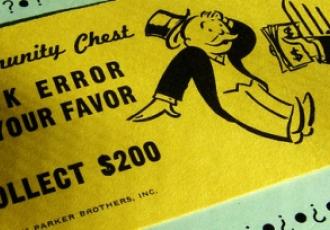 unity Chest
K ERROR
YOUR FAVOR
OLLECT $200
PARKER BROTHERS, INC.